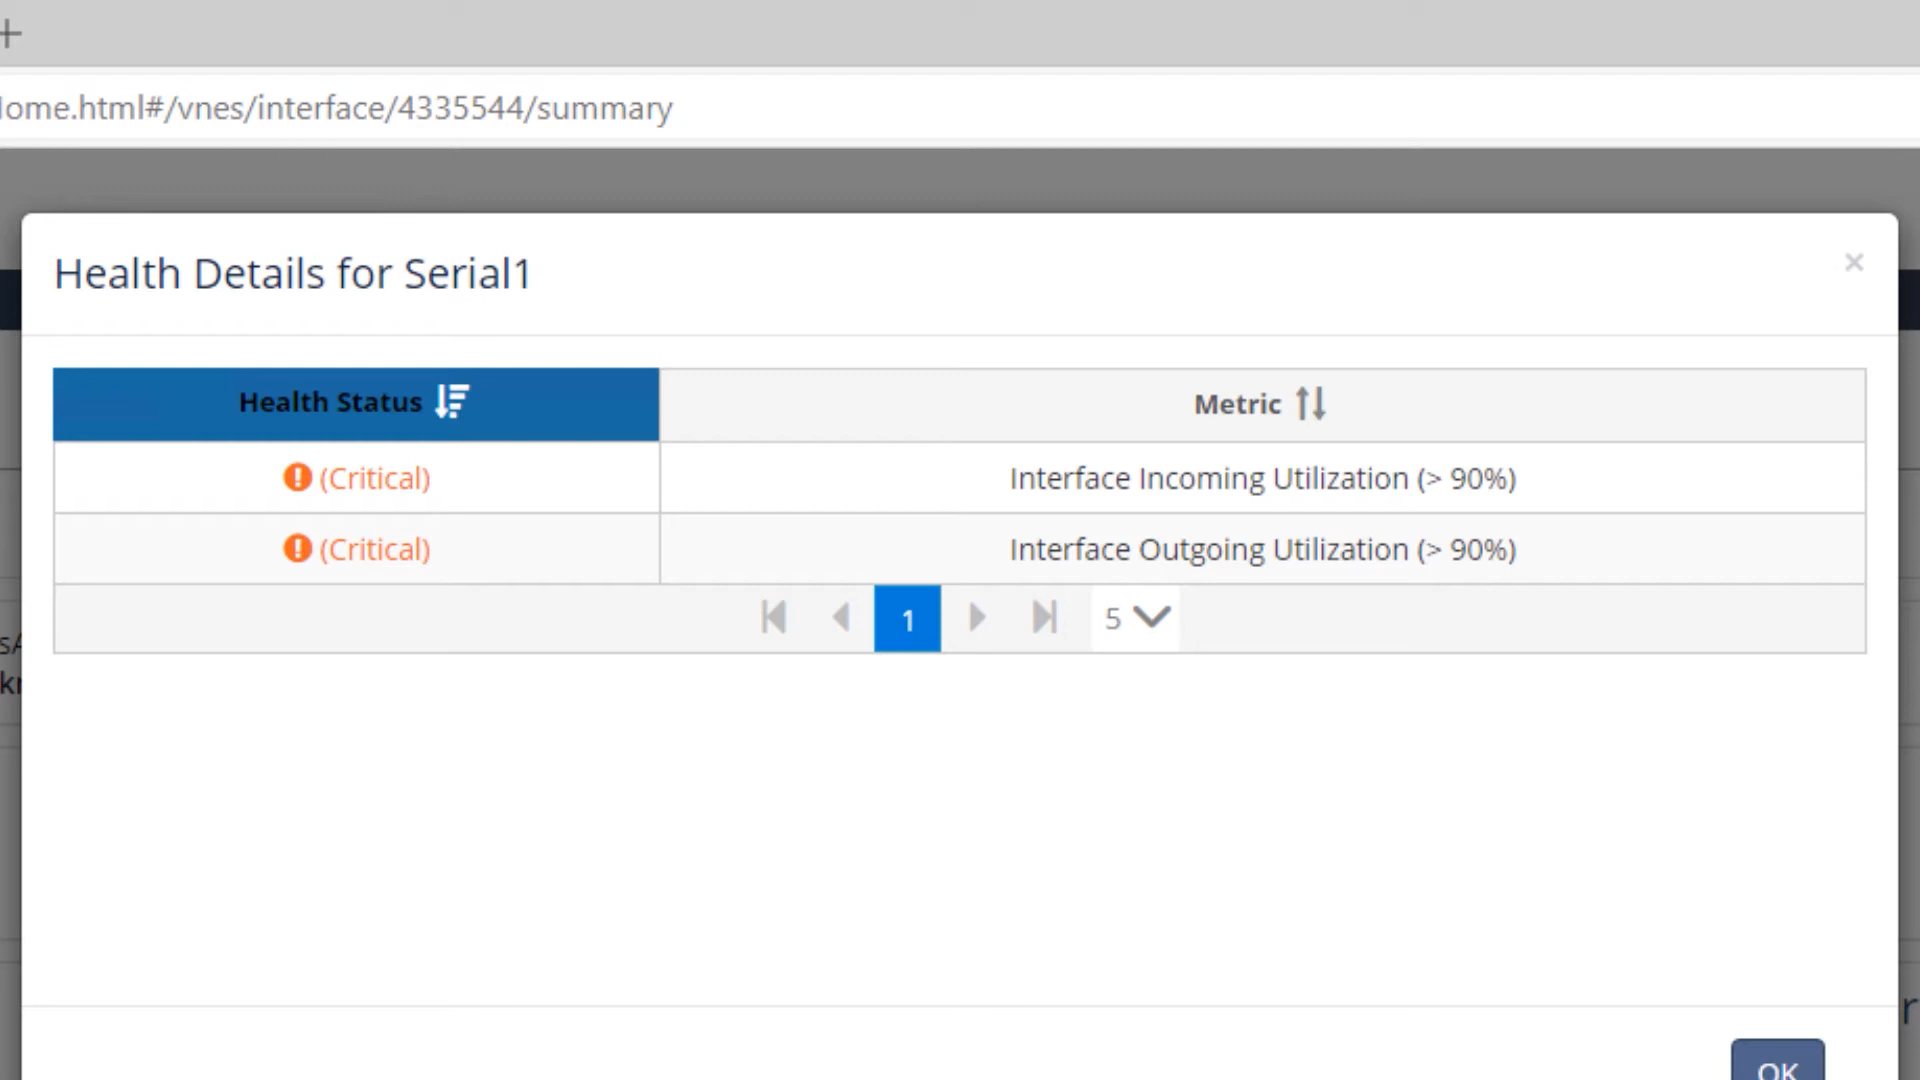 ome.html#/vnes/interface/4335544/summary
Health Details for Serial1
×
Health Status
Metric
(Critical)
Interface Incoming Utilization (> 90%)
(Critical)
Interface Outgoing Utilization (> 90%)
1
5
OK